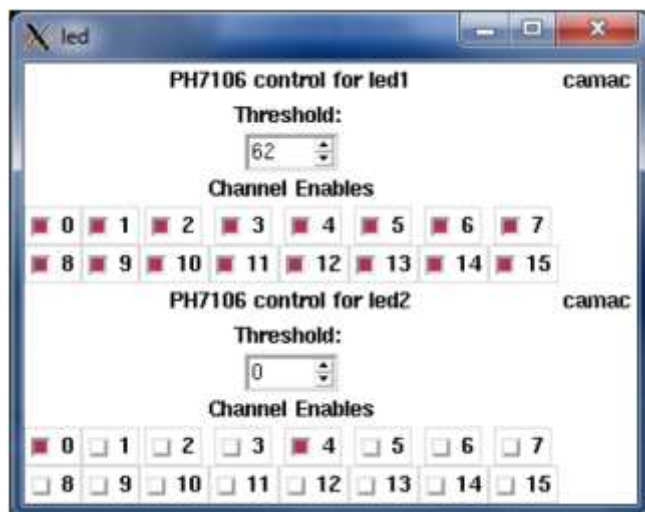 led
PH7106 control for led1 camac
Threshold:
62
Channel Enables
0 1 2 3 4 5 6 7
8 9 10 11 12 13 14 15
PH7106 control for led2 camac
Threshold:
0
Channel Enables
0 1 2 3 4 5 6 7
8 9 10 11 12 13 14 15